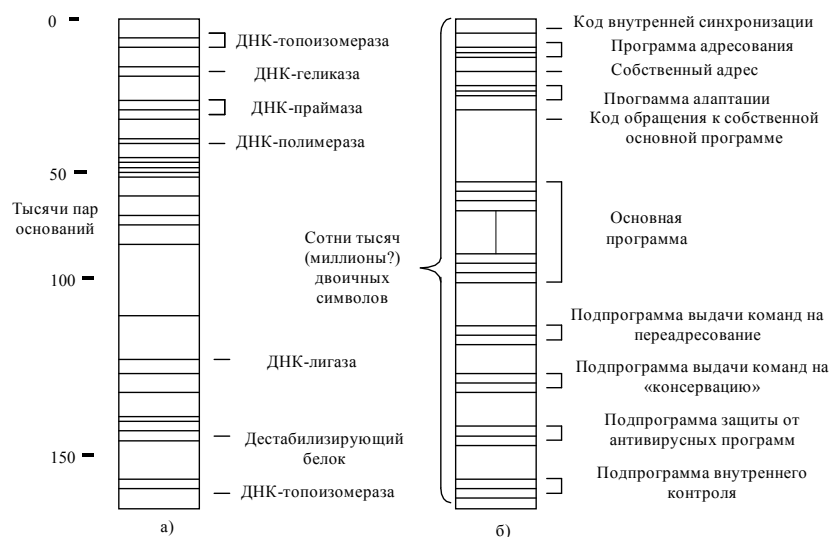 0
50
Тысячи пар
оснований
100
150
ДНК-топоизомераза
ДНК-геликаза
ДНК-праймаза
ДНК-полимераза
ДНК-лигаза
Дестабилизирующий
белок
ДНК-топоизомераза
а)
Сотни тысяч
(миллионы?)
двоичных
символов
Код внутренней синхронизации
Программа адресования
Собственный адрес
Программа адаптации
Код обращения к собственной
основной программе
Основная
программа
Подпрограмма выдачи команд на
переадресование
Подпрограмма выдачи команд на
«консервацию»
Подпрограмма защиты от
антивирусных программ
Подпрограмма внутреннего
контроля
б)